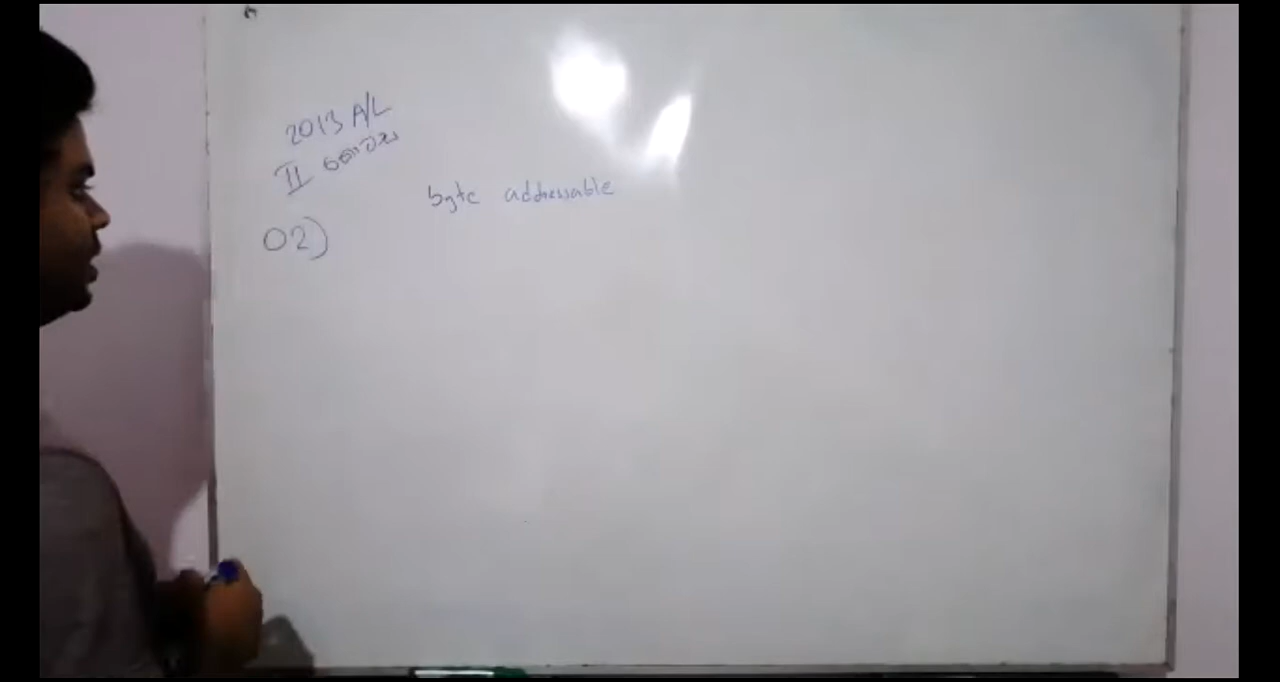 2013 A/L
II කොටස
byte addressable
02)